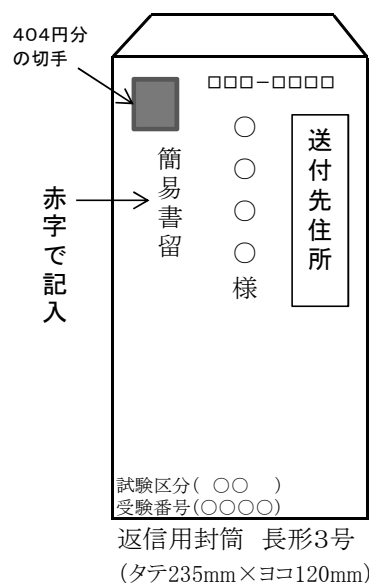 404円分
の切手
□□□-□□□□
送付先住所
○○○○様
簡易書留
赤字で記入
試験区分( ○○ )
受験番号(○○○○)
返信用封筒 長形3号
(タテ235mm×ヨコ120mm)